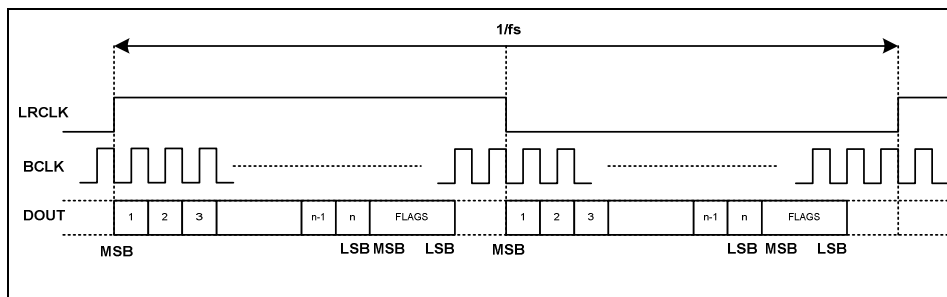 1/fs
LRCLK
BCLK
DOUT 1 2 3 n-1 n FLAGS 1 2 3 n-1 n FLAGS
MSB LSB MSB LSB MSB LSB MSB LSB